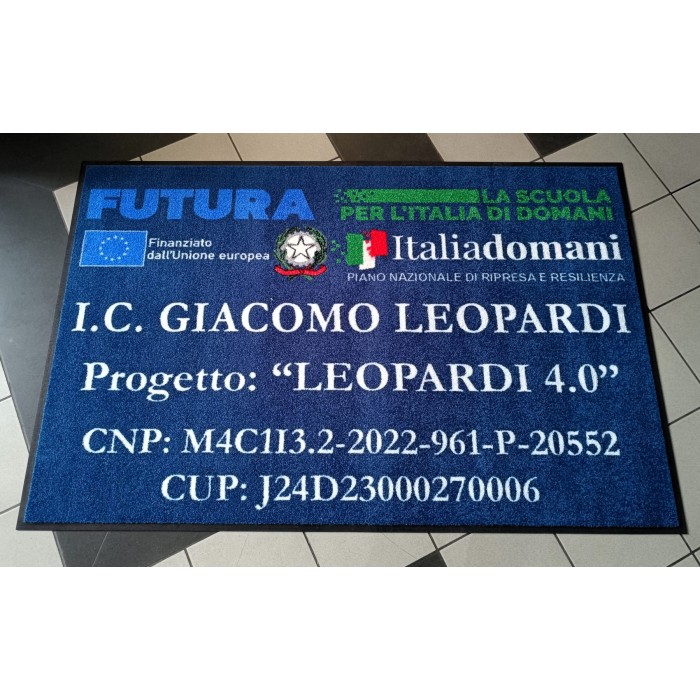 FUTURA
LA SCUOLA
PER L'ITALIA DI DOMANI
Finanziato
dall'Unione europea
Italiadomani
PIANO NAZIONALE DI RIPRESA E RESILIENZA
I.C. GIACOMO LEOPARDI
Progetto: “LEOPARDI 4.0”
CNP: M4C1I3.2-2022-961-P-20552
CUP: J24D23000270006